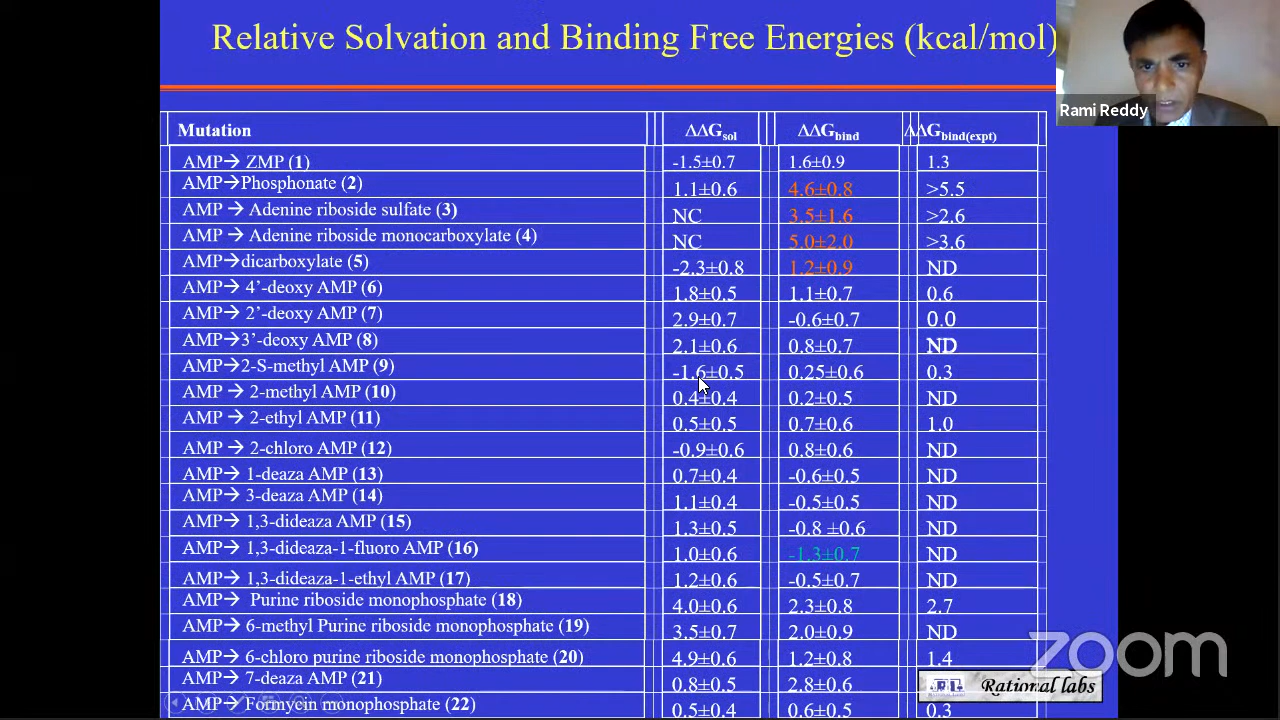 Relative Solvation and Binding Free Energies (kcal/mol)
Rami Reddy
Mutation ΔΔGsol ΔΔGbind ΔΔGbind(expt)
AMP→ ZMP (1) -1.5±0.7 1.6±0.9 1.3
AMP→Phosphonate (2) 1.1±0.6 4.6±0.8 >5.5
AMP → Adenine riboside sulfate (3) NC 3.5±1.6 >2.6
AMP → Adenine riboside monocarboxylate (4) NC 5.0±2.0 >3.6
AMP→dicarboxylate (5) -2.3±0.8 1.2±0.9 ND
AMP→ 4’-deoxy AMP (6) 1.8±0.5 1.1±0.7 0.6
AMP→ 2’-deoxy AMP (7) 2.9±0.7 -0.6±0.7 0.0
AMP→3’-deoxy AMP (8) 2.1±0.6 0.8±0.7 ND
AMP→2-S-methyl AMP (9) -1.6±0.5 0.25±0.6 0.3
AMP→ 2-methyl AMP (10) 0.4±0.4 0.2±0.5 ND
AMP→ 2-ethyl AMP (11) 0.5±0.5 0.7±0.6 1.0
AMP → 2-chloro AMP (12) -0.9±0.6 0.8±0.6 ND
AMP→ 1-deaza AMP (13) 0.7±0.4 -0.6±0.5 ND
AMP→ 3-deaza AMP (14) 1.1±0.4 -0.5±0.5 ND
AMP→ 1,3-dideaza AMP (15) 1.3±0.5 -0.8 ±0.6 ND
AMP→ 1,3-dideaza-1-fluoro AMP (16) 1.0±0.6 -1.3±0.7 ND
AMP→ 1,3-dideaza-1-ethyl AMP (17) 1.2±0.6 -0.5±0.7 ND
AMP→ Purine riboside monophosphate (18) 4.0±0.6 2.3±0.8 2.7
AMP→ 6-methyl Purine riboside monophosphate (19) 3.5±0.7 2.0±0.9 ND
AMP→ 6-chloro purine riboside monophosphate (20) 4.9±0.6 1.2±0.8 1.4
AMP→ 7-deaza AMP (21) 0.8±0.5 2.8±0.6
AMP→ Formycin monophosphate (22) 0.5±0.4 0.6±0.5 0.3
zoom
Rational labs